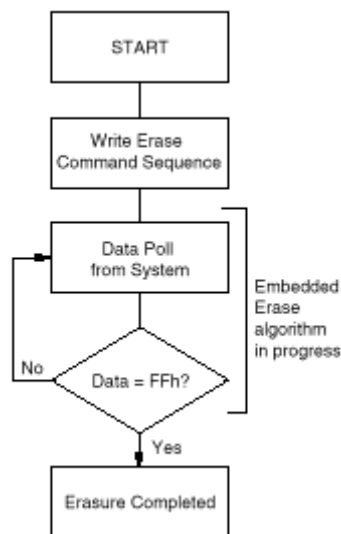 START
Write Erase
Command Sequence
Data Poll
from System
Embedded
Erase
algorithm
in progress
No
Data = FFh?
Yes
Erasure Completed